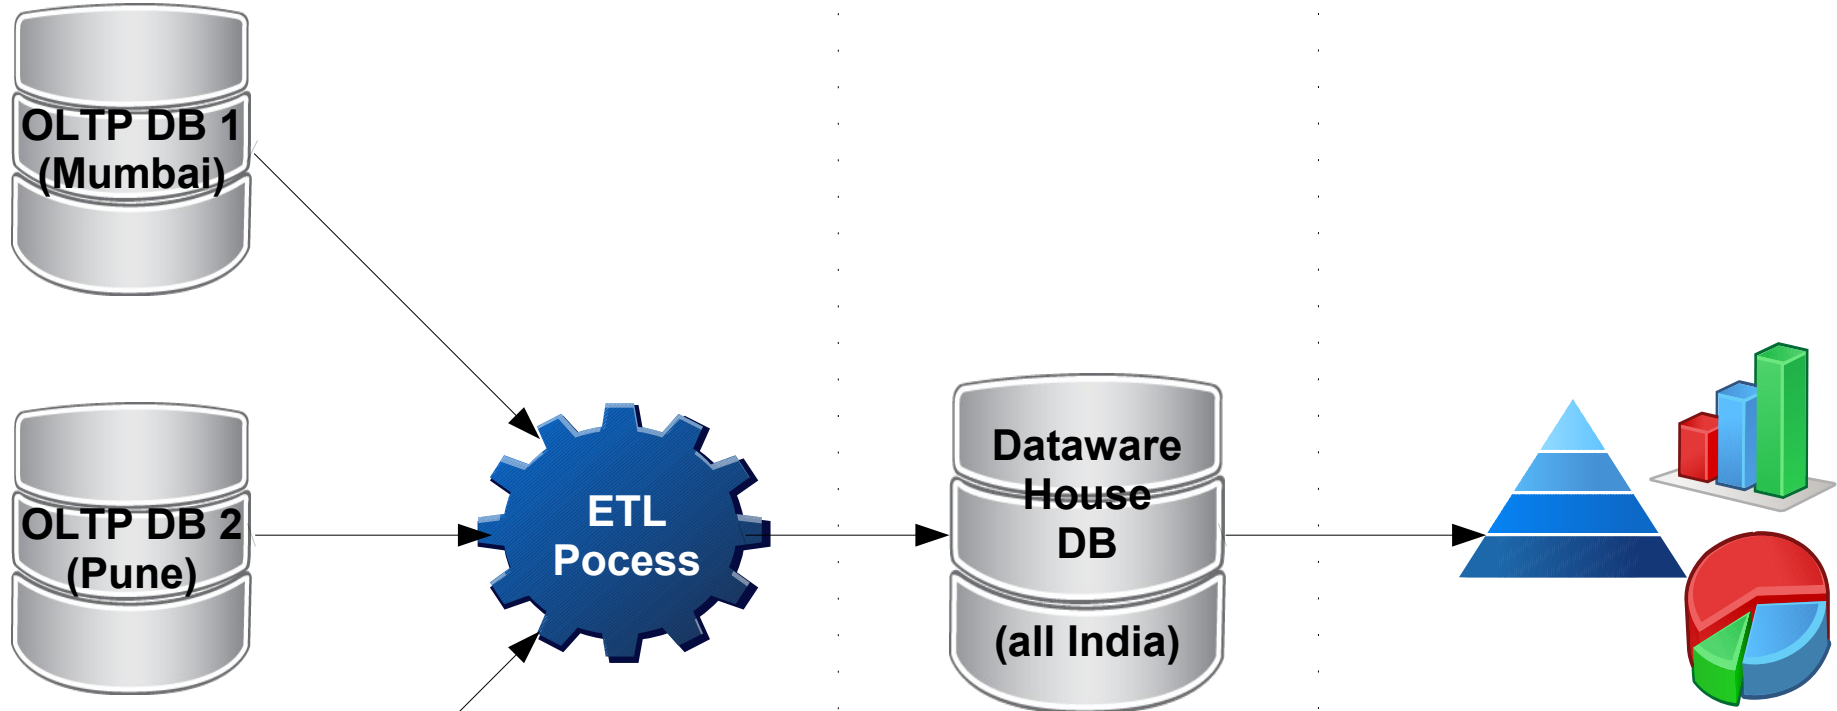 OLTP DB 1
(Mumbai)
OLTP DB 2
(Pune)
ETL
Pocess
Dataware
House
DB
(all India)